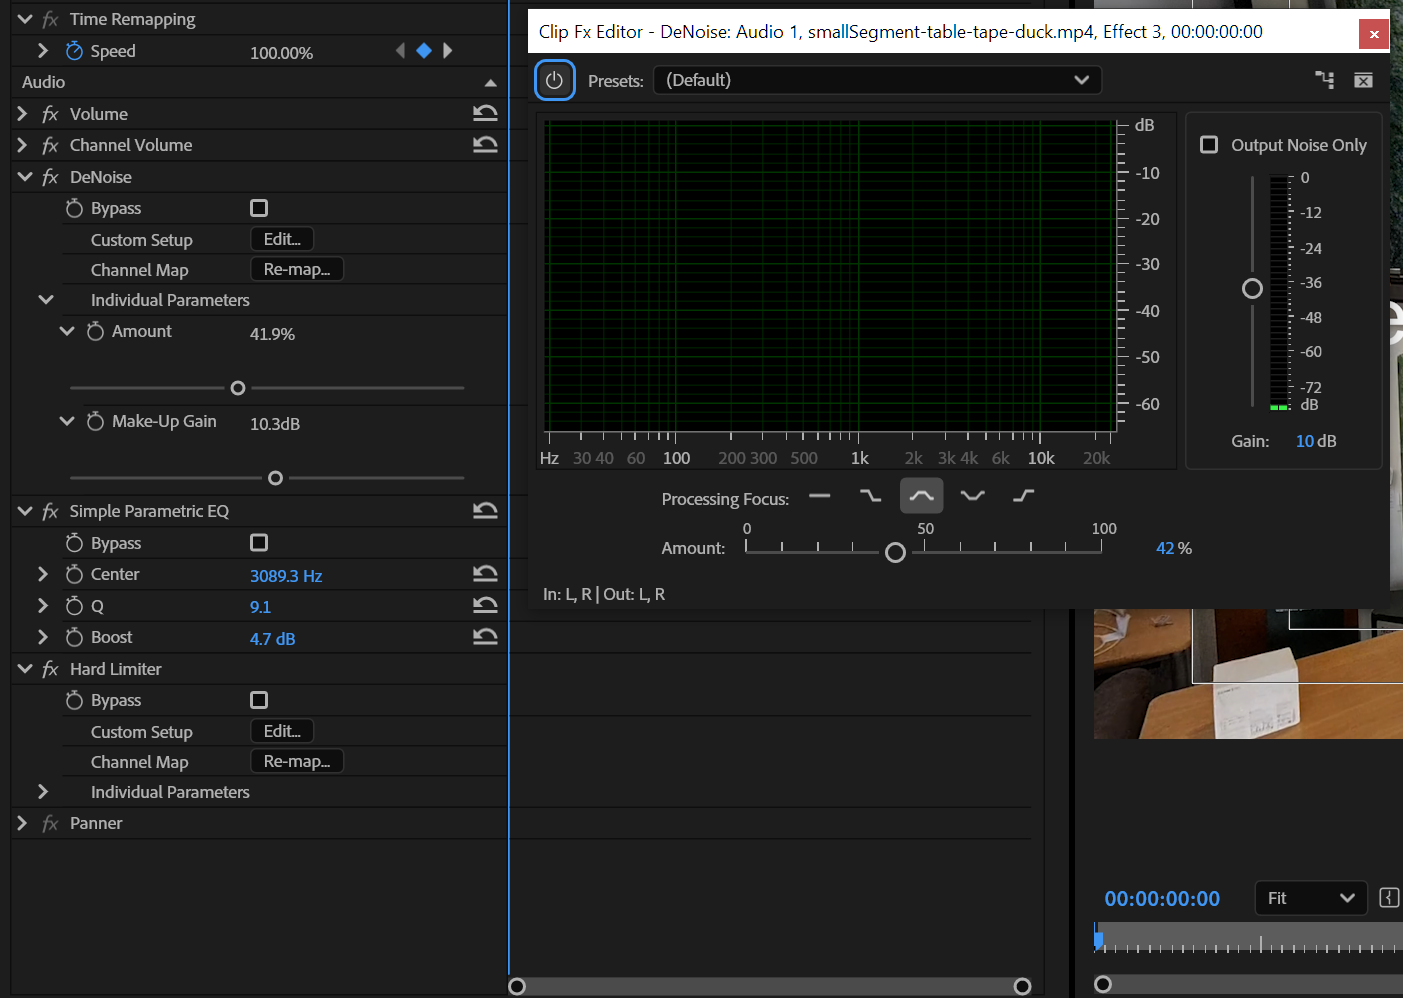 Time Remapping
Speed 100.00%
Audio
fx Volume
fx Channel Volume
fx DeNoise
Bypass
Custom Setup Edit...
Channel Map Re-map...
Individual Parameters
Amount 41.9%
Make-Up Gain 10.3dB
fx Simple Parametric EQ
Bypass
Center 3089.3 Hz
Q 9.1
Boost 4.7 dB
fx Hard Limiter
Bypass
Custom Setup Edit...
Channel Map Re-map...
Individual Parameters
fx Panner
Clip Fx Editor - DeNoise: Audio 1, smallSegment-table-tape-duck.mp4, Effect 3, 00:00:00:00
Presets: (Default)
dB
-10
-20
-30
-40
-50
-60
Hz 30 40 60 100 200 300 500 1k 2k 3k 4k 6k 10k 20k
Output Noise Only
0
-12
-24
-36
-48
-60
-72
dB
Gain: 10 dB
Processing Focus:
0 50 100
Amount: 42 %
In: L, R | Out: L, R
00:00:00:00 Fit